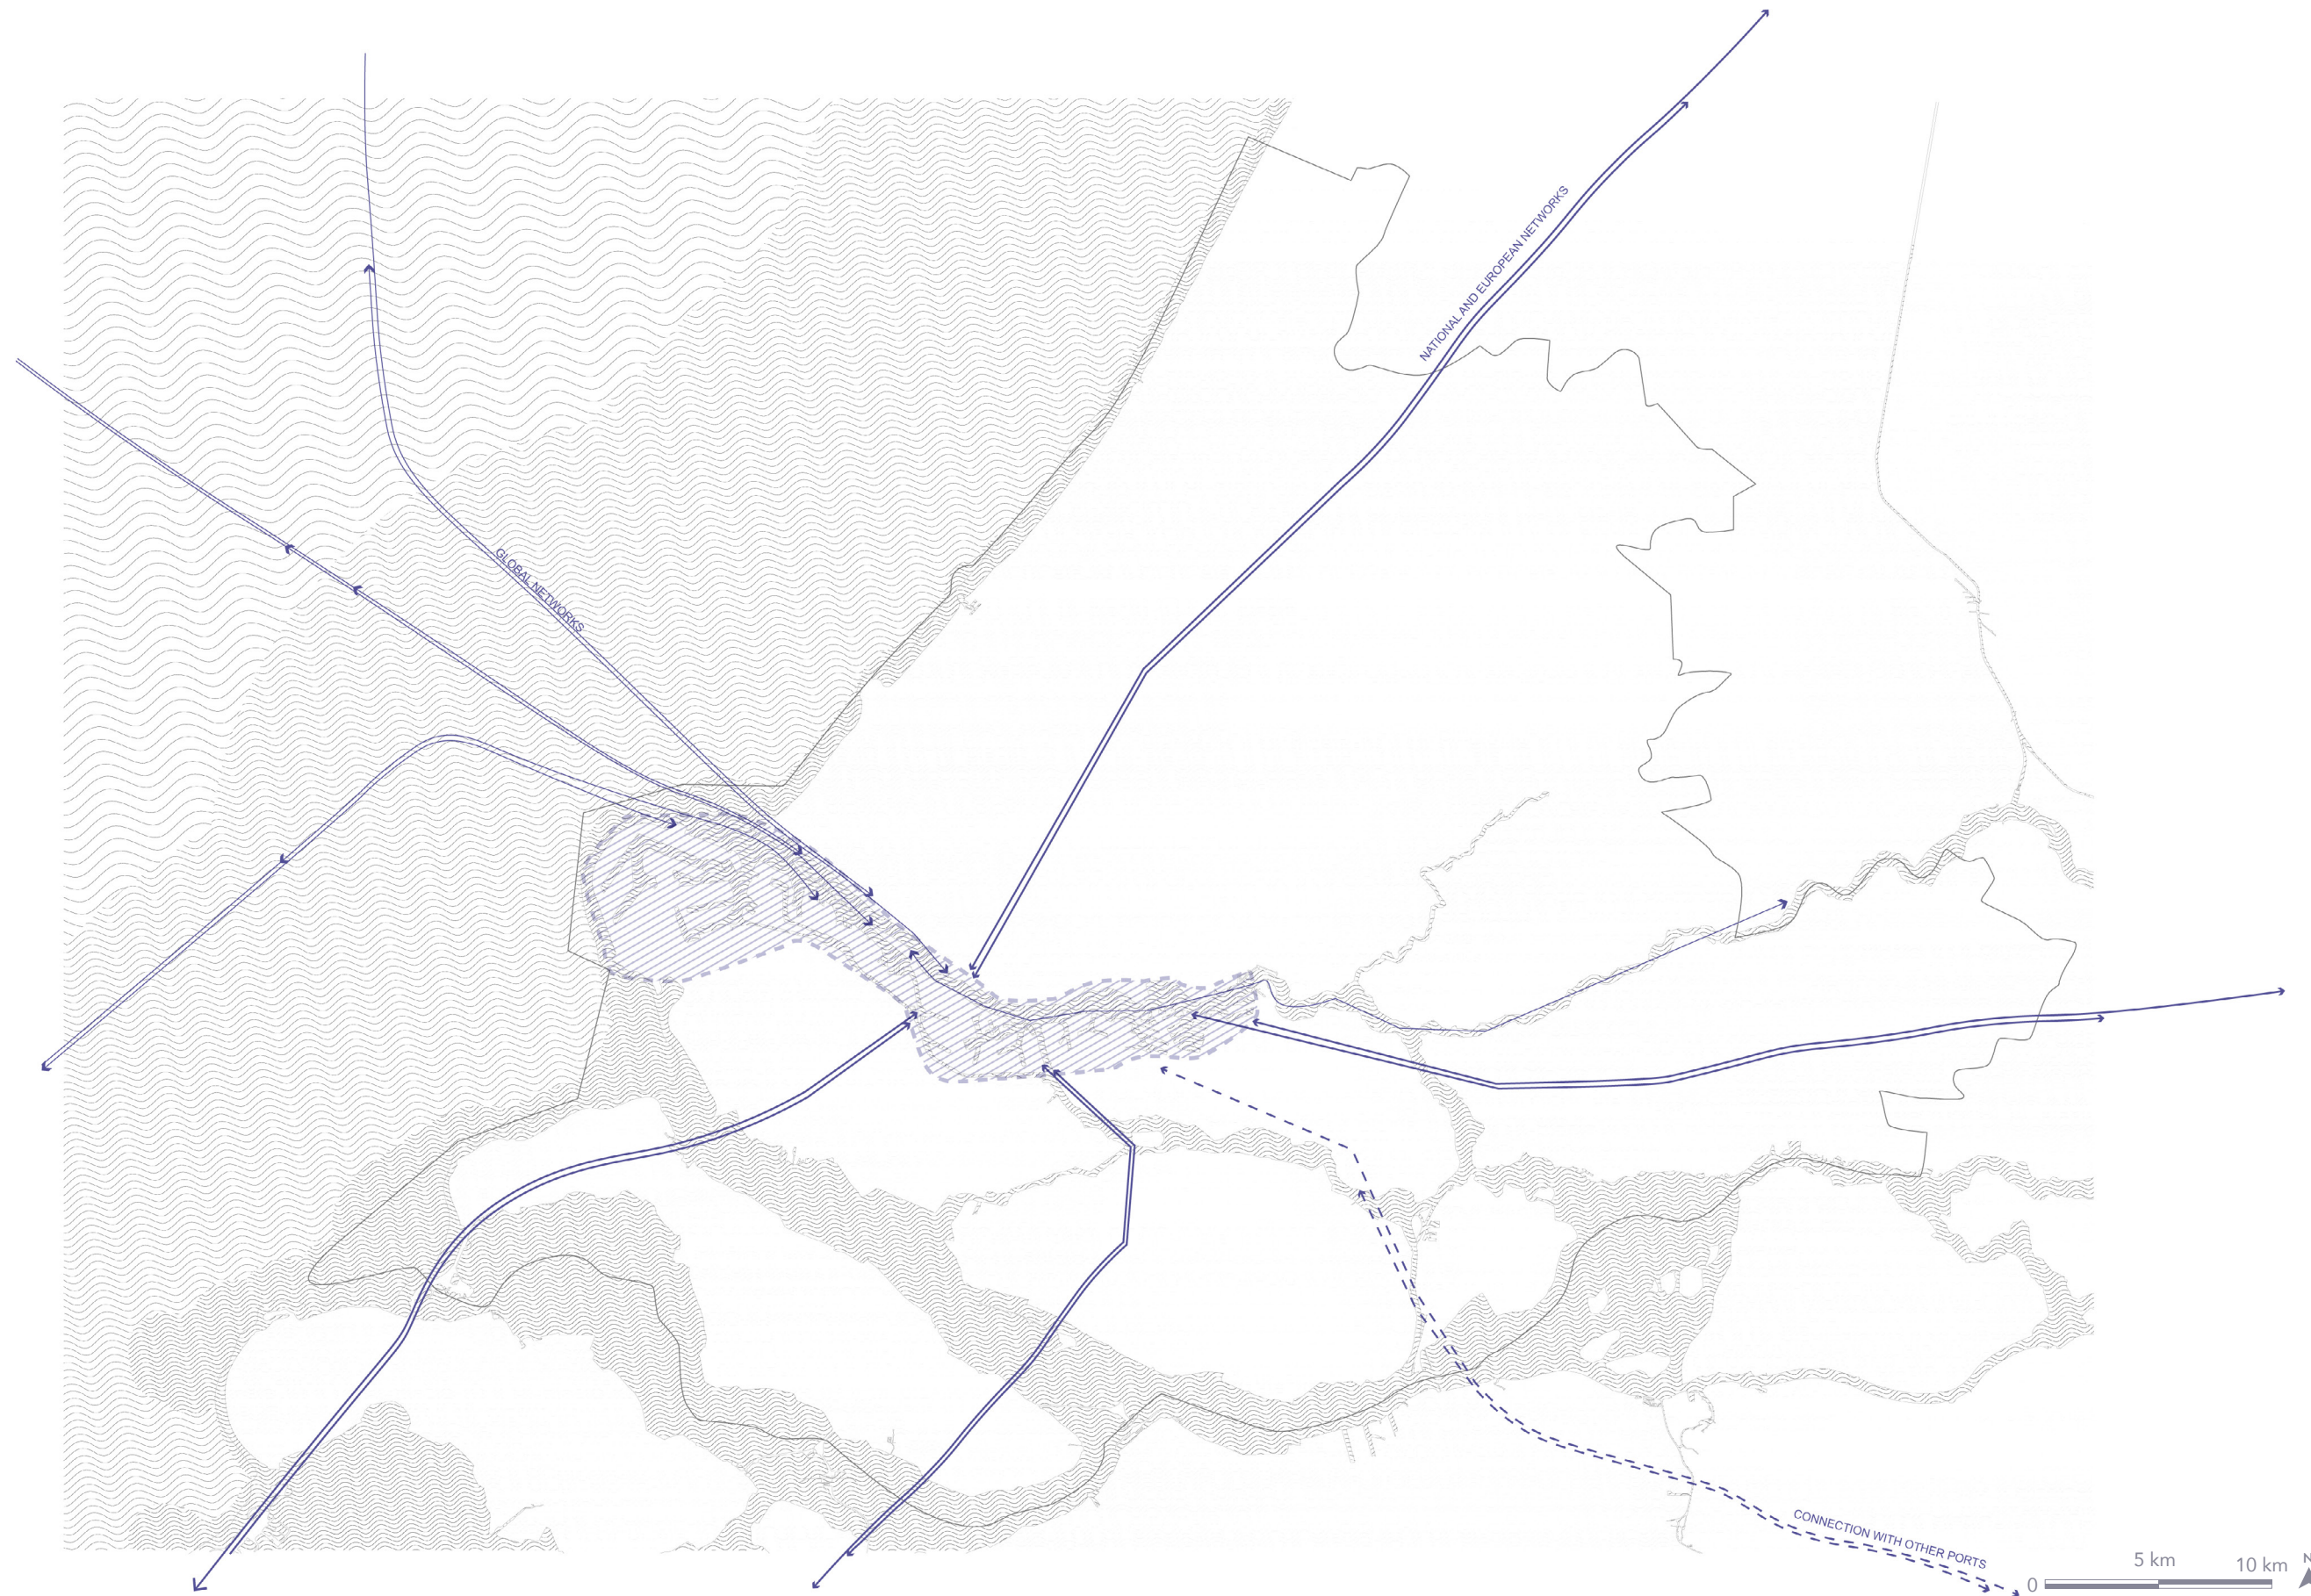 NATIONAL AND EUROPEAN NETWORKS
GLOBAL NETWORKS
CONNECTION WITH OTHER PORTS
0
5 km
10 km
N